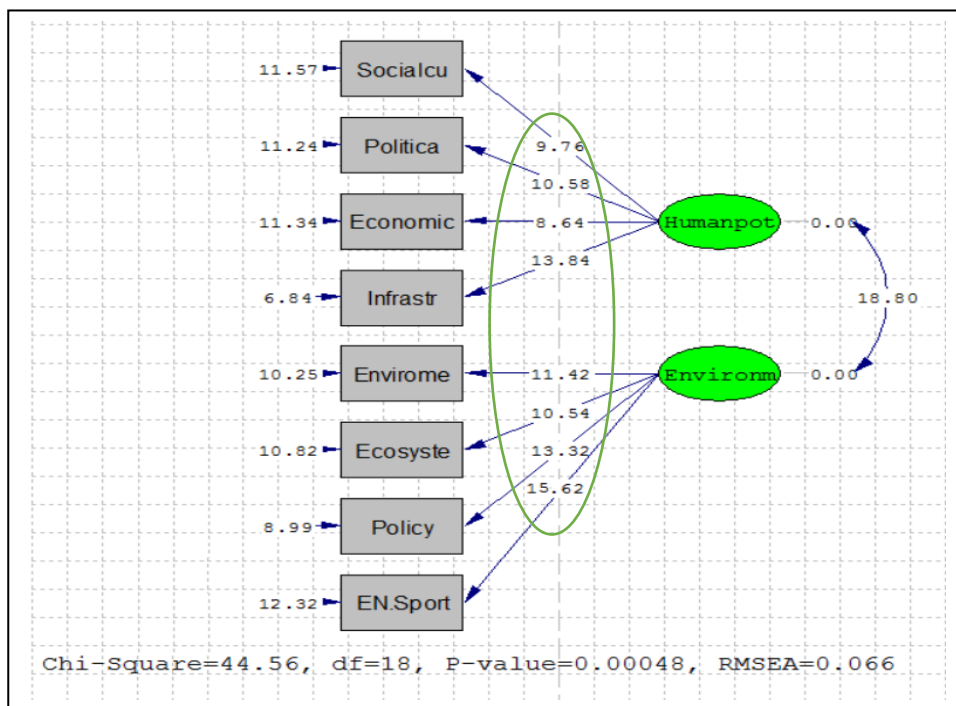 11.57 Socialcu
9.76
11.24 Politica
10.58
11.34 Economic 8.64 Humanpot 0.00
13.84
6.84 Infrastr 18.80
10.25 Envirome 11.42 Environm 0.00
10.54
10.82 Ecosyste 13.32
15.62
8.99 Policy
12.32 EN.Sport
Chi-Square=44.56, df=18, P-value=0.00048, RMSEA=0.066